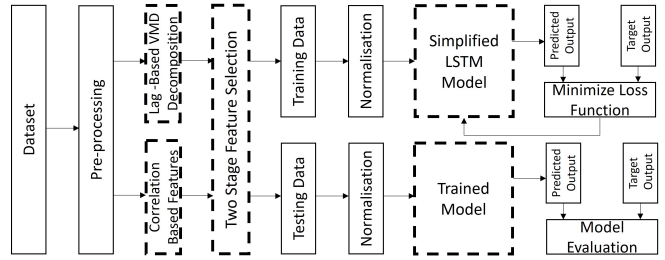 Dataset
Pre-processing
Lag -Based VMD
Decomposition
Correlation
Based Features
Two Stage Feature Selection
Training Data
Normalisation
Simplified
LSTM
Model
Predicted
Output
Target
Output
Minimize Loss
Function
Testing Data
Normalisation
Trained
Model
Predicted
Output
Target
Output
Model
Evaluation